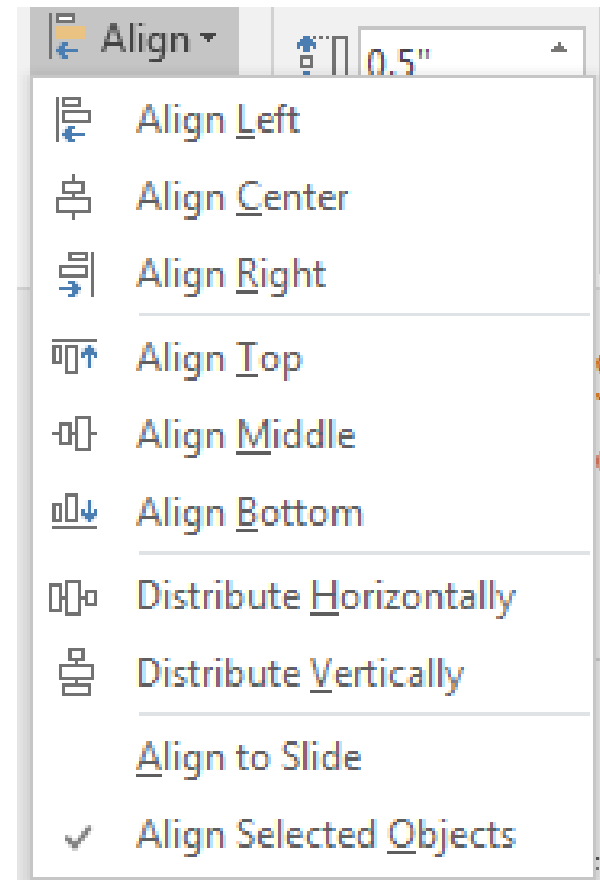 Align
0.5"
Align Left
Align Center
Align Right
Align Top
Align Middle
Align Bottom
Distribute Horizontally
Distribute Vertically
Align to Slide
Align Selected Objects